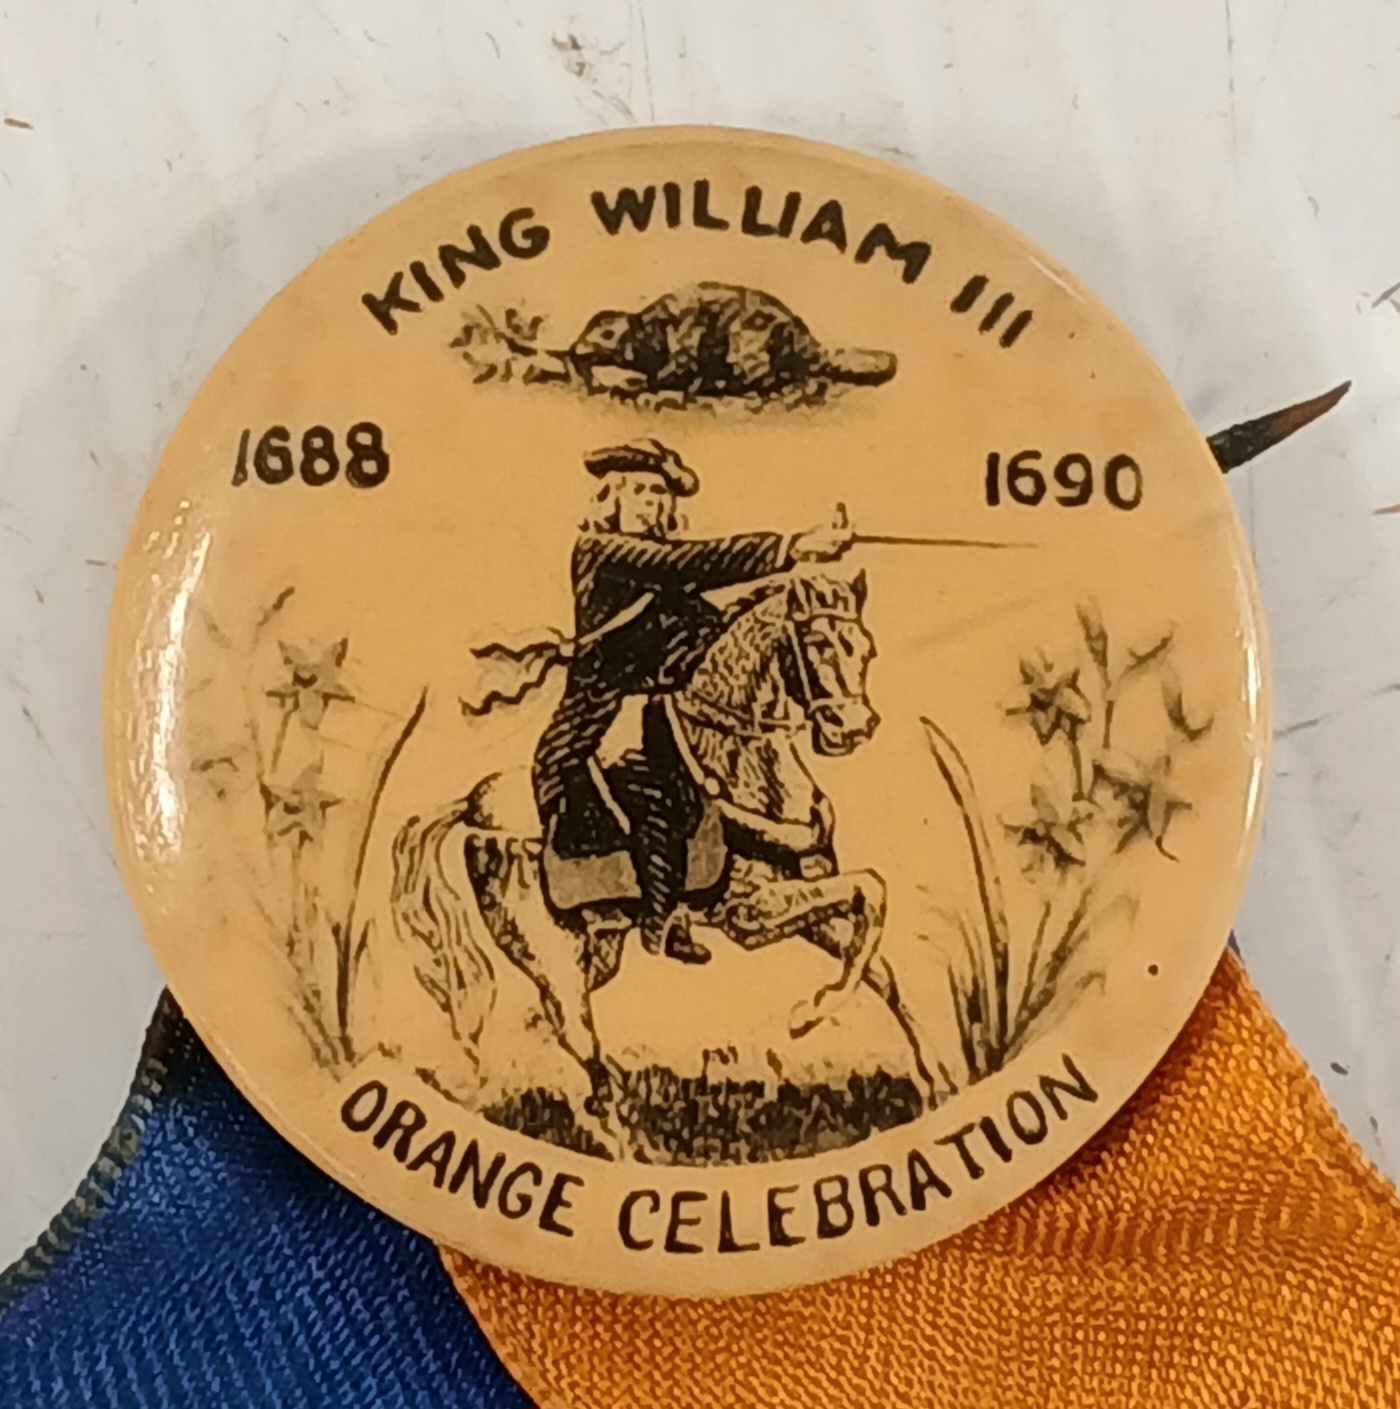 KING WILLIAM III
1688
1690
ORANGE CELEBRATION